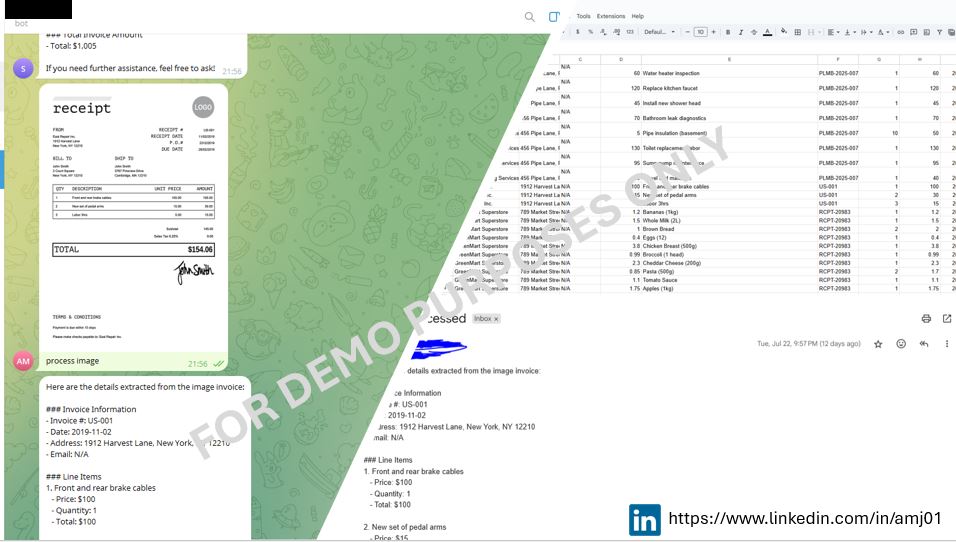 bot
### Total Invoice Amount
- Total: $1,005
If you need further assistance, feel free to ask!
21:56
S
receipt
LOGO
FROM
East Repair Inc.
1912 Harvest Lane
New York, NY 12210
RECEIPT # US-001
RECEIPT DATE 11/02/2019
P.O.#
DUE DATE 26/02/2019
BILL TO
John Smith
2 Court Square
New York, NY 12210
SHIP TO
John Smith
3787 Pineview Drive
Cambridge, MA 12210
QTY DESCRIPTION UNIT PRICE AMOUNT
1 Front and rear brake cables 100.00 100.00
2 New set of pedal arms 15.00 30.00
3 Labor 3hrs 5.00 15.00
Subtotal 145.00
Sales Tax 6.25% 9.06
TOTAL $154.06
John Smith
TERMS & CONDITIONS
Payment is due within 15 days
Please make checks payable to: East Repair Inc.
AM
process image
21:56
Here are the details extracted from the image invoice:
### Invoice Information
- Invoice #: US-001
- Date: 2019-11-02
- Address: 1912 Harvest Lane, New York, NY 12210
- Email: N/A
### Line Items
1. Front and rear brake cables
- Price: $100
- Quantity: 1
- Total: $100
Tools Extensions Help
$ % .0 .00 123 Defaul... - 10 + B I A
C D E F G H
N/A
Lane, F 60 Water heater inspection PLMB-2025-007 1 60
N/A
Pipe Lane, F 120 Replace kitchen faucet PLMB-2025-007 1 120
N/A
Pipe Lane, F 45 Install new shower head PLMB-2025-007 1 45
N/A
456 Pipe Lane, F 70 Bathroom leak diagnostics PLMB-2025-007 1 70
N/A
456 Pipe Lane, F 5 Pipe insulation (basement) PLMB-2025-007 10 50
N/A
456 Pipe Lane, F 130 Toilet replacement labor PLMB-2025-007 1 130
N/A
services 456 Pipe Lane, F 95 Sump pump maintenance PLMB-2025-007 1 95
N/A
g Services 456 Pipe Lane, F PLMB-2025-007 1 40
Inc. 1912 Harvest La N/A 100 Front and rear brake cables US-001 1 100
Inc. 1912 Harvest La N/A 15 New set of pedal arms US-001 2 30
Inc. 1912 Harvest La N/A Labor 3hrs US-001 3 15
Superstore 789 Market Stre N/A 1.2 Bananas (1kg) RCPT-20983 1 1.2
Superstore 789 Market Stre N/A 1.5 Whole Milk (2L) RCPT-20983 1 1.5
Superstore 789 Market Stre N/A 1 Brown Bread RCPT-20983 2 2
Superstore 789 Market Stre N/A 0.4 Eggs (12) RCPT-20983 1 0.4
Superstore 789 Market Stre N/A 3.8 Chicken Breast (500g) RCPT-20983 1 3.8
GreenMart Superstore 789 Market Stre N/A 0.99 Broccoli (1 head) RCPT-20983 1 0.99
GreenMart Superstore 789 Market Stre N/A 2.3 Cheddar Cheese (200g) RCPT-20983 1 2.3
GreenMart Superstore 789 Market Stre N/A 0.85 Pasta (500g) RCPT-20983 2 1.7
GreenMart Superstore 789 Market Stre N/A 1.1 Tomato Sauce RCPT-20983 1 1.1
GreenMart Superstore 789 Market Stre N/A 1.75 Apples (1kg) RCPT-20983 1 1.75
cessed Inbox x
Tue, Jul 22, 9:57 PM (12 days ago)
details extracted from the image invoice:
ce Information
#: US-001
2019-11-02
dress: 1912 Harvest Lane, New York, NY 12210
mail: N/A
### Line Items
1. Front and rear brake cables
- Price: $100
- Quantity: 1
- Total: $100
2. New set of pedal arms
- Price: $15
FOR DEMO PURPOSES ONLY
in https://www.linkedin.com/in/amj01